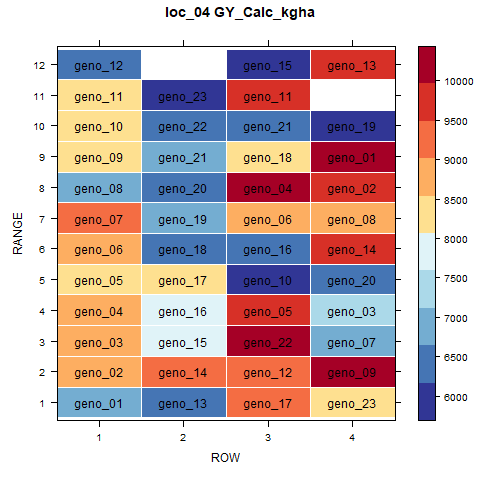 loc_04 GY_Calc_kgha
12 geno_12 geno_15 geno_13
11 geno_11 geno_23 geno_11
10 geno_10 geno_22 geno_21 geno_19
9 geno_09 geno_21 geno_18 geno_01
8 geno_08 geno_20 geno_04 geno_02
7 geno_07 geno_19 geno_06 geno_08
6 geno_06 geno_18 geno_16 geno_14
5 geno_05 geno_17 geno_10 geno_20
4 geno_04 geno_16 geno_05 geno_03
3 geno_03 geno_15 geno_22 geno_07
2 geno_02 geno_14 geno_12 geno_09
1 geno_01 geno_13 geno_17 geno_23
1 2 3 4
ROW
RANGE
10000
9500
9000
8500
8000
7500
7000
6500
6000